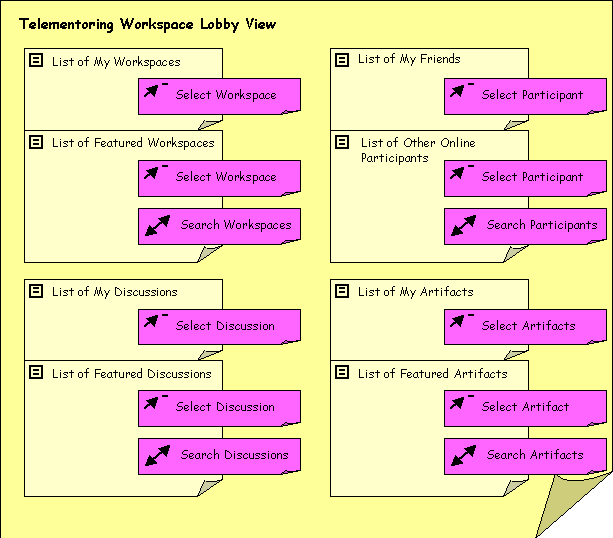 Telementoring Workspace Lobby View
List of My Workspaces
Select Workspace
List of Featured Workspaces
Select Workspace
Search Workspaces
List of My Friends
Select Participant
List of Other Online
Participants
Select Participant
Search Participants
List of My Discussions
Select Discussion
List of Featured Discussions
Select Discussion
Search Discussions
List of My Artifacts
Select Artifacts
List of Featured Artifacts
Select Artifact
Search Artifacts